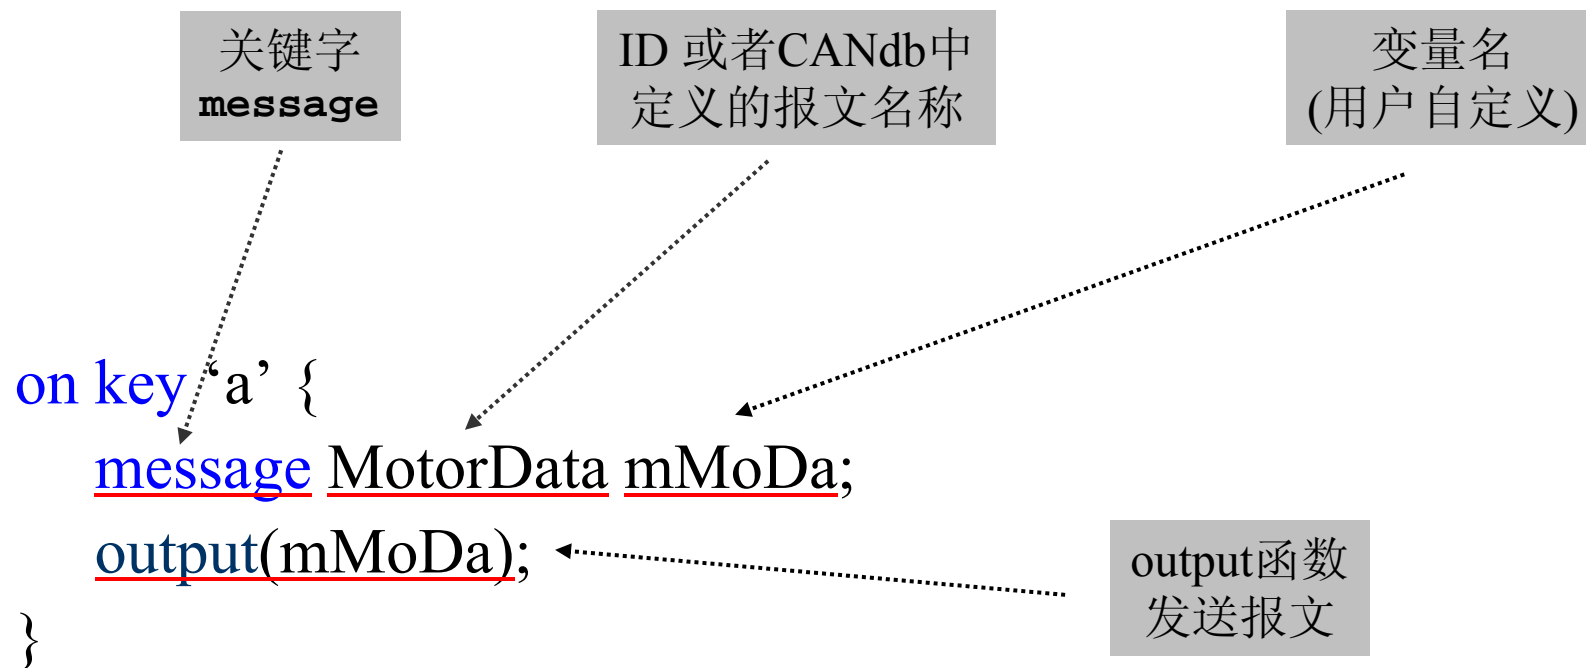 关键字
message
ID 或者CANdb中
定义的报文名称
变量名
(用户自定义)
on key ‘a’ {
message MotorData mMoDa;
output(mMoDa);
}
output函数
发送报文